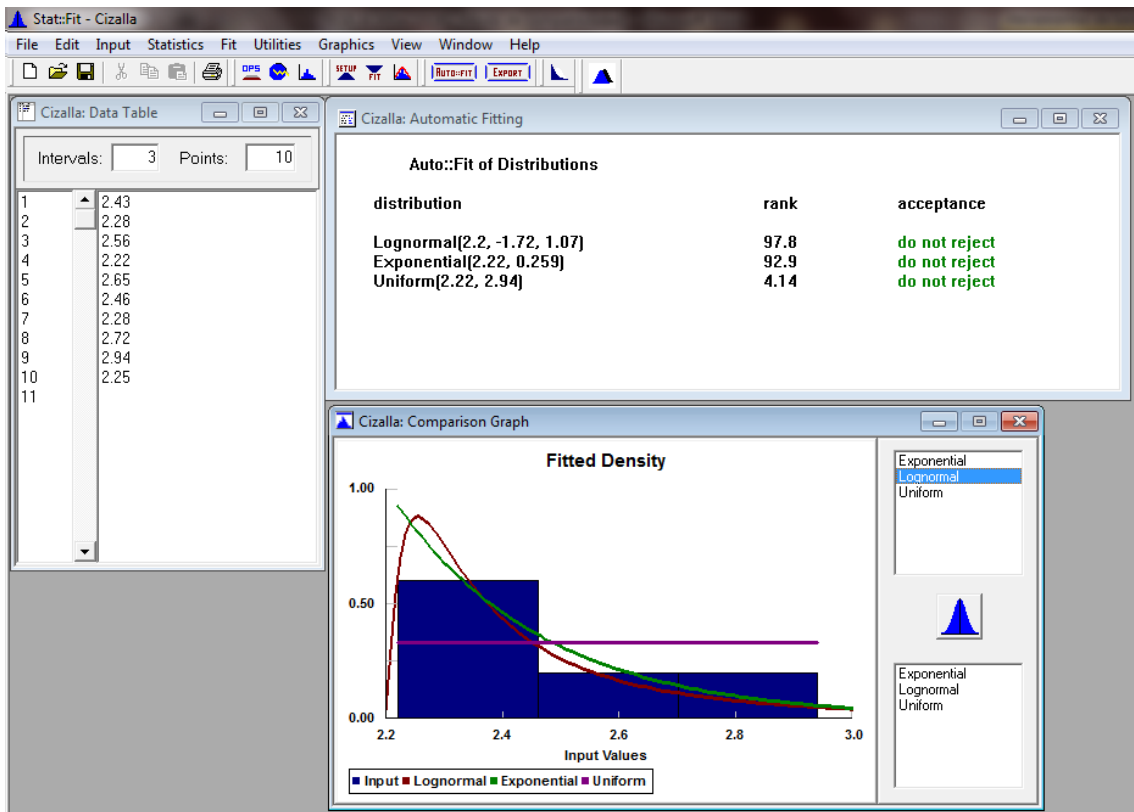 Stat::Fit - Cizalla
File Edit Input Statistics Fit Utilities Graphics View Window Help
OPS SETUP FIT AUTO::FIT EXPORT
Cizalla: Data Table
Intervals: 3 Points: 10
1 2.43
2 2.28
3 2.56
4 2.22
5 2.65
6 2.46
7 2.28
8 2.72
9 2.94
10 2.25
11
Cizalla: Automatic Fitting
Auto::Fit of Distributions
distribution rank acceptance
Lognormal(2.2, -1.72, 1.07) 97.8 do not reject
Exponential(2.22, 0.259) 92.9 do not reject
Uniform(2.22, 2.94) 4.14 do not reject
Cizalla: Comparison Graph
Fitted Density
1.00
0.50
0.00
2.2 2.4 2.6 2.8 3.0
Input Values
Input Lognormal Exponential Uniform
Exponential
Lognormal
Uniform
Exponential
Lognormal
Uniform